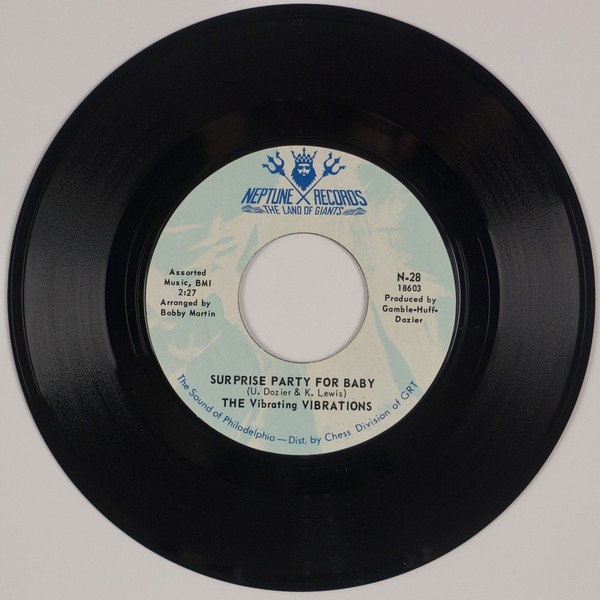 NEPTUNE RECORDS
THE LAND OF GIANTS
Assorted
Music, BMI
2:27
Arranged by
Bobby Martin
N-28
18603
Produced by
Gamble-Huff-
Dozier
SURPRISE PARTY FOR BABY
(U. Dozier & K. Lewis)
THE Vibrating VIBRATIONS
The Sound of Philadelphia — Dist. by Chess Division of GRT